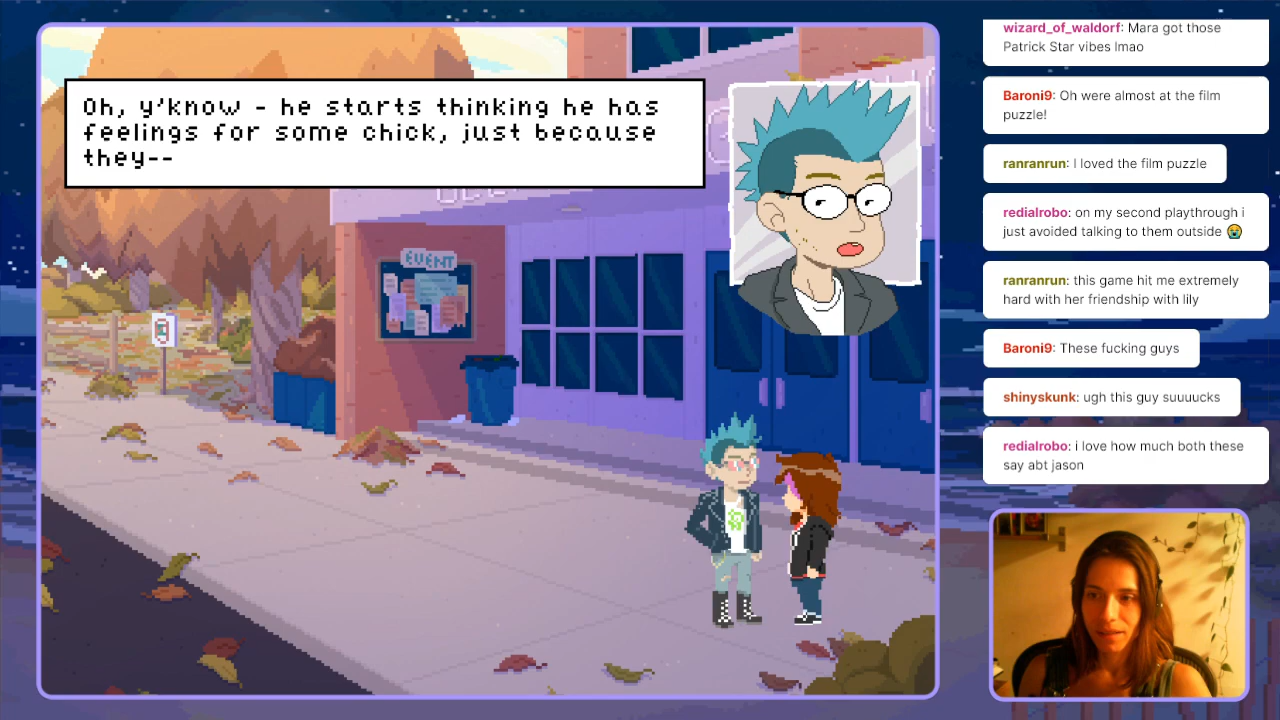 Oh, y'know - he starts thinking he has
feelings for some chick, just because
they--
EVENT
wizard_of_waldorf: Mara got those
Patrick Star vibes lmao
Baroni9: Oh were almost at the film
puzzle!
ranranrun: I loved the film puzzle
redialrobo: on my second playthrough i
just avoided talking to them outside 😭
ranranrun: this game hit me extremely
hard with her friendship with lily
Baroni9: These fucking guys
shinyskunk: ugh this guy suuuucks
redialrobo: i love how much both these
say abt jason